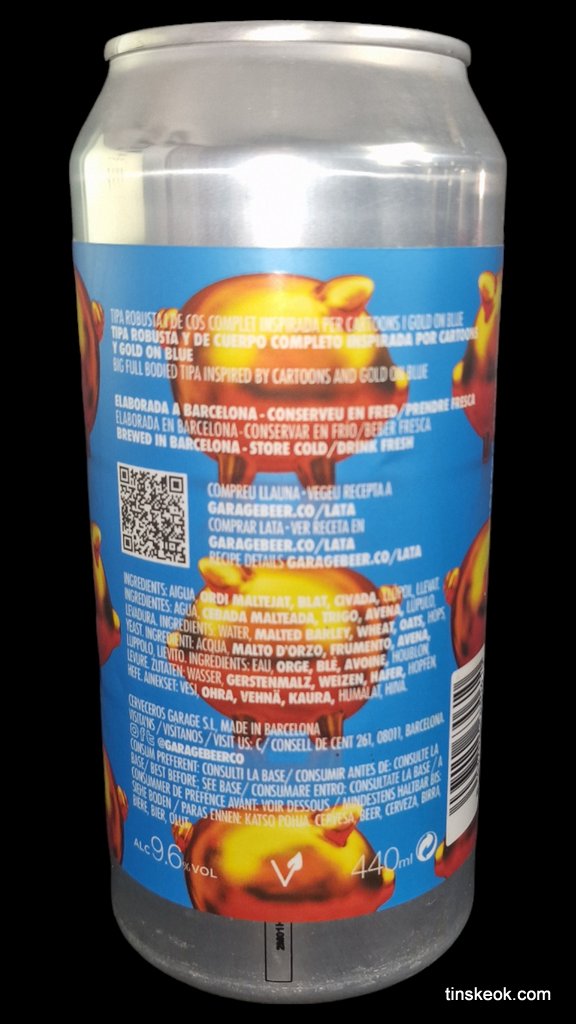 TIPA ROBUSTA I DE COS COMPLET INSPIRADA PER CARTOONS I GOLD ON BLUE
TIPA ROBUSTA Y DE CUERPO COMPLETO INSPIRADA POR CARTOONS
Y GOLD ON BLUE
BIG FULL BODIED TIPA INSPIRED BY CARTOONS AND GOLD ON BLUE
ELABORADA A BARCELONA - CONSERVEU EN FRED/PRENDRE FRESCA
ELABORADA EN BARCELONA - CONSERVAR EN FRIO/BEBER FRESCA
BREWED IN BARCELONA - STORE COLD/DRINK FRESH
COMPREU LLAUNA - VEGEU RECEPTA A
GARAGEBEER.CO/LATA
COMPRAR LATA - VER RECETA EN
GARAGEBEER.CO/LATA
RECIPE DETAILS GARAGEBEER.CO/LATA
INGREDIENTS: AIGUA, ORDI MALTEJAT, BLAT, CIVADA, LLÚPOL, LLEVAT.
INGREDIENTES: AGUA, CEBADA MALTEADA, TRIGO, AVENA, LÚPULO,
LEVADURA. INGREDIENTS: WATER, MALTED BARLEY, WHEAT, OATS, HOPS,
YEAST. INGREDIENTI: ACQUA, MALTO D'ORZO, FRUMENTO, AVENA,
LUPPOLO, LIEVITO. INGRÉDIENTS: EAU, ORGE, BLÉ, AVOINE, HOUBLON,
LEVURE. ZUTATEN: WASSER, GERSTENMALZ, WEIZEN, HAFER, HOPFEN,
HEFE. AINEKSET: VESI, OHRA, VEHNÄ, KAURA, HUMALAT, HIIVA.
CERVECEROS GARAGE S.L. MADE IN BARCELONA
VISITA'NS / VISITANOS / VISIT US: C/ CONSELL DE CENT 261, 08011, BARCELONA
@GARAGEBEERCO
CONSUM PREFERENT: CONSULTI LA BASE/ CONSUMIR ANTES DE: CONSULTE LA
BASE/ BEST BEFORE: SEE BASE / CONSUMARE ENTRO: CONSULTATE LA BASE / A
CONSUMMER DE PREFENCE AVANT: VOIR DESSOUS / MINDESTENS HALTBAR BIS:
SIEHE BODEN / PARAS ENNEN: KATSO POHJA. CERVESA, BEER, CERVEZA, BIRRA,
BIERE, BIER, OLUT
ALC 9.6% VOL
440ml
tinskeok.com